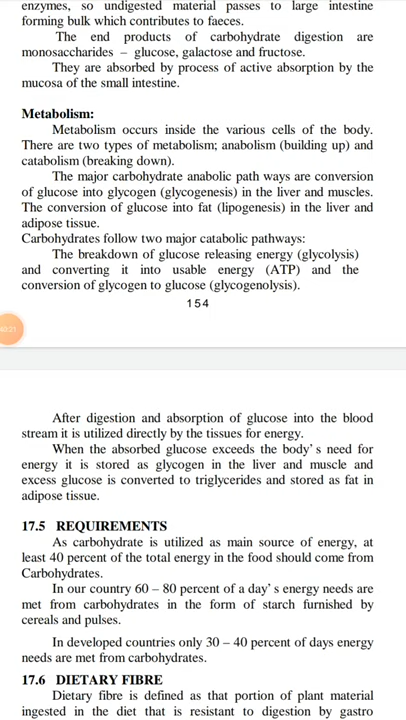 enzymes, so undigested material passes to large intestine
forming bulk which contributes to faeces.
The end products of carbohydrate digestion are
monosaccharides – glucose, galactose and fructose.
They are absorbed by process of active absorption by the
mucosa of the small intestine.
Metabolism:
Metabolism occurs inside the various cells of the body.
There are two types of metabolism; anabolism (building up) and
catabolism (breaking down).
The major carbohydrate anabolic path ways are conversion
of glucose into glycogen (glycogenesis) in the liver and muscles.
The conversion of glucose into fat (lipogenesis) in the liver and
adipose tissue.
Carbohydrates follow two major catabolic pathways:
The breakdown of glucose releasing energy (glycolysis)
and converting it into usable energy (ATP) and the
conversion of glycogen to glucose (glycogenolysis).
154
After digestion and absorption of glucose into the blood
stream it is utilized directly by the tissues for energy.
When the absorbed glucose exceeds the body' s need for
energy it is stored as glycogen in the liver and muscle and
excess glucose is converted to triglycerides and stored as fat in
adipose tissue.
17.5 REQUIREMENTS
As carbohydrate is utilized as main source of energy, at
least 40 percent of the total energy in the food should come from
Carbohydrates.
In our country 60 – 80 percent of a day' s energy needs are
met from carbohydrates in the form of starch furnished by
cereals and pulses.
In developed countries only 30 – 40 percent of days energy
needs are met from carbohydrates.
17.6 DIETARY FIBRE
Dietary fibre is defined as that portion of plant material
ingested in the diet that is resistant to digestion by gastro